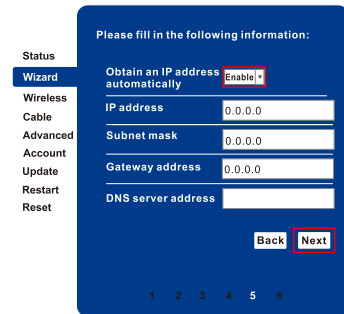 Please fill in the following information:
Status
Wizard
Wireless
Cable
Advanced
Account
Update
Restart
Reset
Obtain an IP address automatically
Enable
IP address
0.0.0.0
Subnet mask
0.0.0.0
Gateway address
0.0.0.0
DNS server address
Back
Next
1 2 3 4 5 6